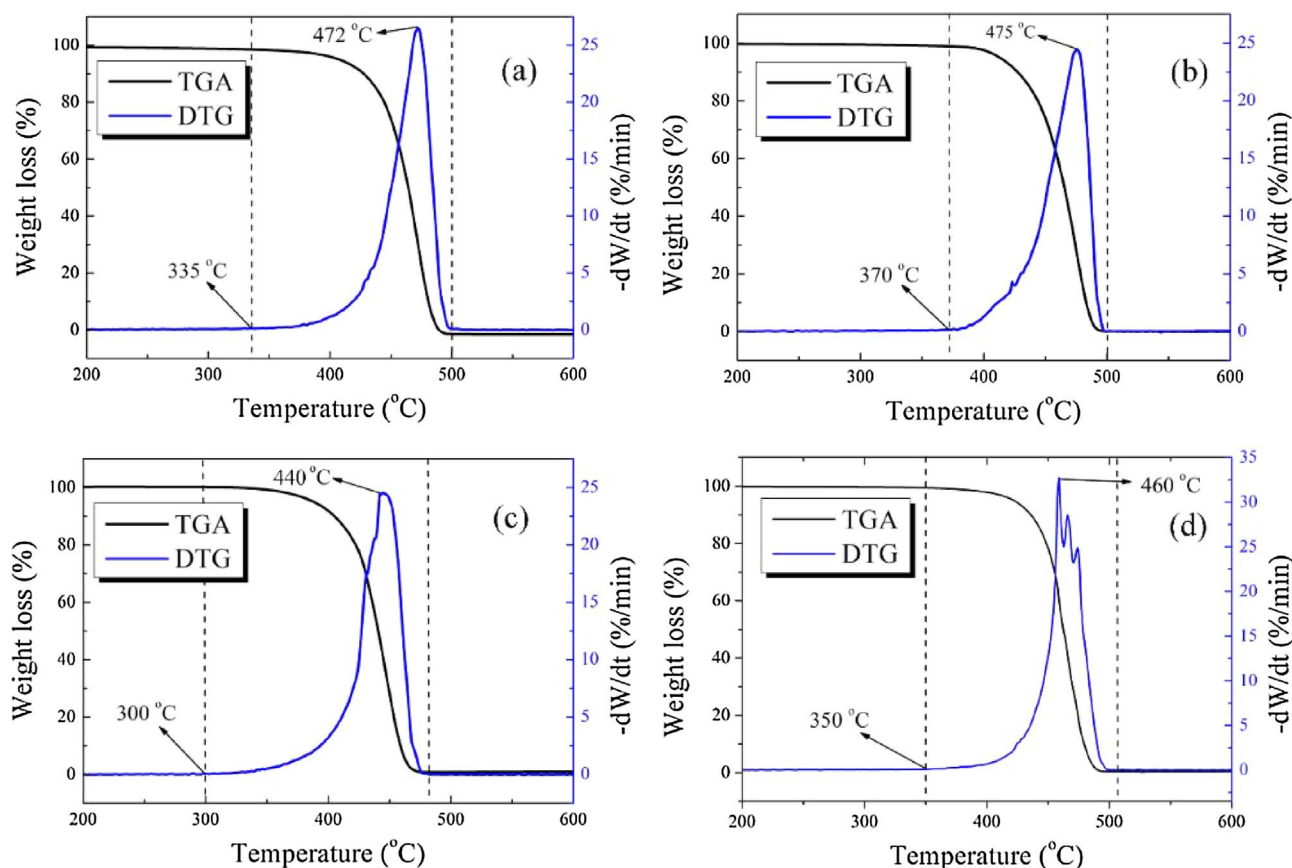 472 °C
(a)
TGA
DTG
335 °C
100
80
60
40
20
0
Weight loss (%)
25
20
15
10
5
0
-dW/dt (%/min)
200 300 400 500 600
Temperature (°C)
475 °C
(b)
TGA
DTG
370 °C
100
80
60
40
20
0
Weight loss (%)
25
20
15
10
5
0
-dW/dt (%/min)
200 300 400 500 600
Temperature (°C)
440 °C
(c)
TGA
DTG
300 °C
100
80
60
40
20
0
Weight loss (%)
25
20
15
10
5
0
-dW/dt (%/min)
200 300 400 500 600
Temperature (°C)
460 °C
(d)
TGA
DTG
350 °C
100
80
60
40
20
0
Weight loss (%)
35
30
25
20
15
10
5
0
-dW/dt (%/min)
200 300 400 500 600
Temperature (°C)